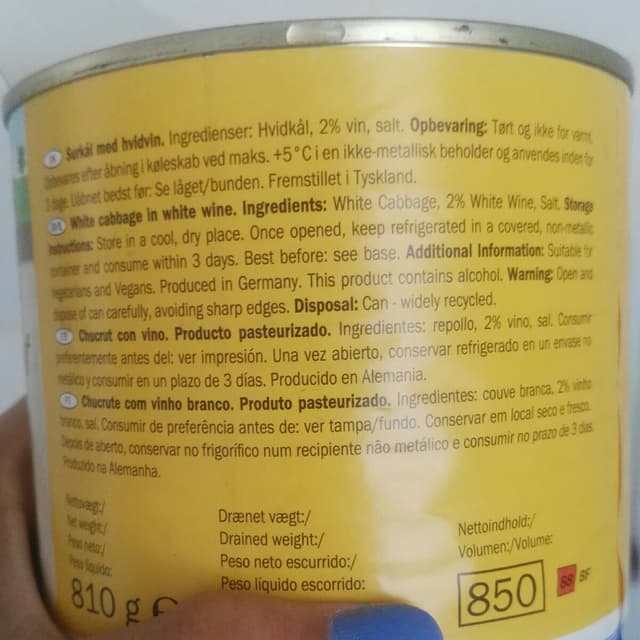 Surkål med hvidvin. Ingredienser: Hvidkål, 2% vin, salt. Opbevaring: Tørt og ikke for varmt.
Opbevares efter åbning i køleskab ved maks. +5°C i en ikke-metallisk beholder og anvendes inden for
3 dage. Uåbnet bedst før: Se låget/bunden. Fremstillet i Tyskland.
White cabbage in white wine. Ingredients: White Cabbage, 2% White Wine, Salt. Storage
Instructions: Store in a cool, dry place. Once opened, keep refrigerated in a covered, non-metallic
container and consume within 3 days. Best before: see base. Additional Information: Suitable for
Vegetarians and Vegans. Produced in Germany. This product contains alcohol. Warning: Open and
dispose of can carefully, avoiding sharp edges. Disposal: Can - widely recycled.
Chucrut con vino. Producto pasteurizado. Ingredientes: repollo, 2% vino, sal. Consumir
preferentemente antes del: ver impresión. Una vez abierto, conservar refrigerado en un envase no
metálico y consumir en un plazo de 3 días. Producido en Alemania.
Chucrute com vinho branco. Produto pasteurizado. Ingredientes: couve branca, 2% vinho
branco, sal. Consumir de preferência antes de: ver tampa/fundo. Conservar em local seco e fresco.
Depois de aberto, conservar no frigorífico num recipiente não metálico e consumir no prazo de 3 dias.
Produzido na Alemanha.
Nettovægt:/
Net weight:/
Peso neto:/
Peso líquido:
810 g e
Drænet vægt:/
Drained weight:/
Peso neto escurrido:/
Peso líquido escorrido:
Nettoindhold:/
Volumen:/Volume:
850
88 SF